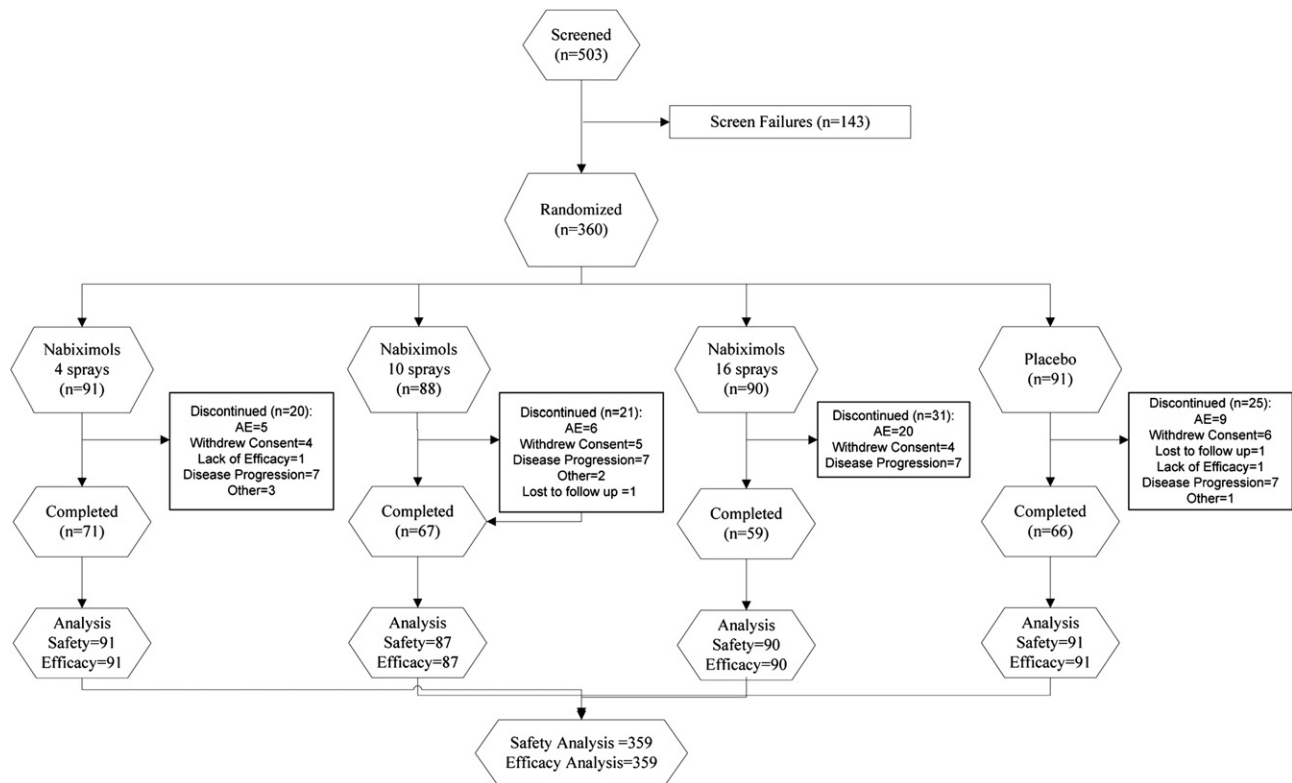 Screened
(n=503)
Screen Failures (n=143)
Randomized
(n=360)
Nabiximols
4 sprays
(n=91)
Nabiximols
10 sprays
(n=88)
Nabiximols
16 sprays
(n=90)
Placebo
(n=91)
Discontinued (n=20):
AE=5
Withdrew Consent=4
Lack of Efficacy=1
Disease Progression=7
Other=3
Discontinued (n=21):
AE=6
Withdrew Consent=5
Disease Progression=7
Other=2
Lost to follow up =1
Discontinued (n=31):
AE=20
Withdrew Consent=4
Disease Progression=7
Discontinued (n=25):
AE=9
Withdrew Consent=6
Lost to follow up=1
Lack of Efficacy=1
Disease Progression=7
Other=1
Completed
(n=71)
Completed
(n=67)
Completed
(n=59)
Completed
(n=66)
Analysis
Safety=91
Efficacy=91
Analysis
Safety=87
Efficacy=87
Analysis
Safety=90
Efficacy=90
Analysis
Safety=91
Efficacy=91
Safety Analysis =359
Efficacy Analysis=359